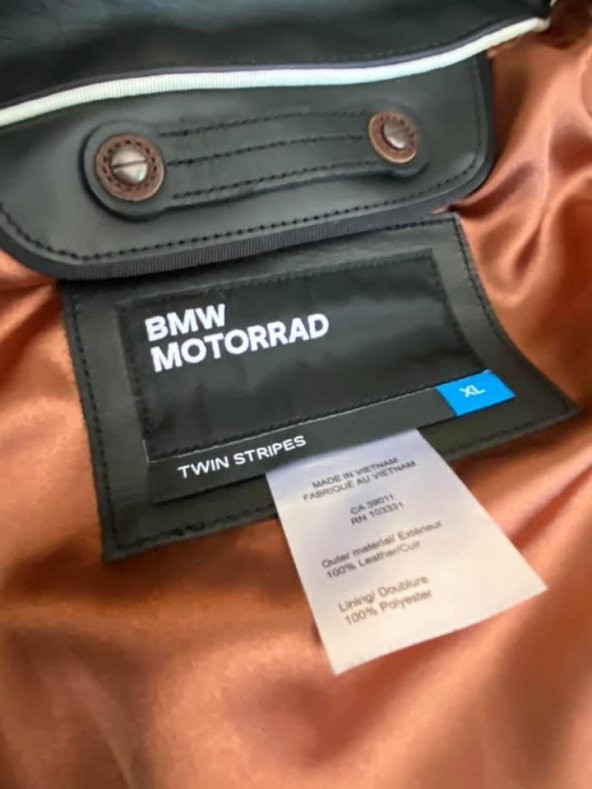 BMW
MOTORRAD
XL
TWIN STRIPES
MADE IN VIETNAM
FABRIQUÉ AU VIETNAM
CA 39011
RN 103331
Outer material/ Extérieur
100% Leather/Cuir
Lining/ Doublure
100% Polyester